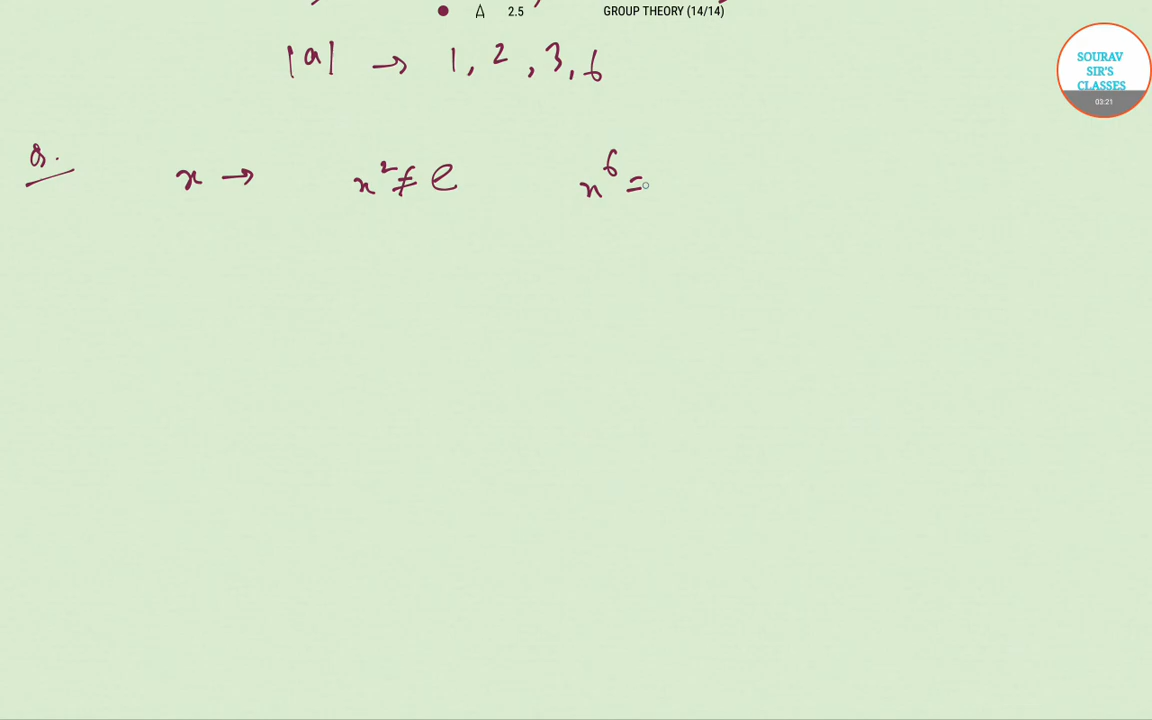 A 2.5 GROUP THEORY (14/14)
SOURAV
SIR'S
CLASSES
03:21
|a| → 1, 2, 3, 6
Q. x → x² ≠ e x⁶ =